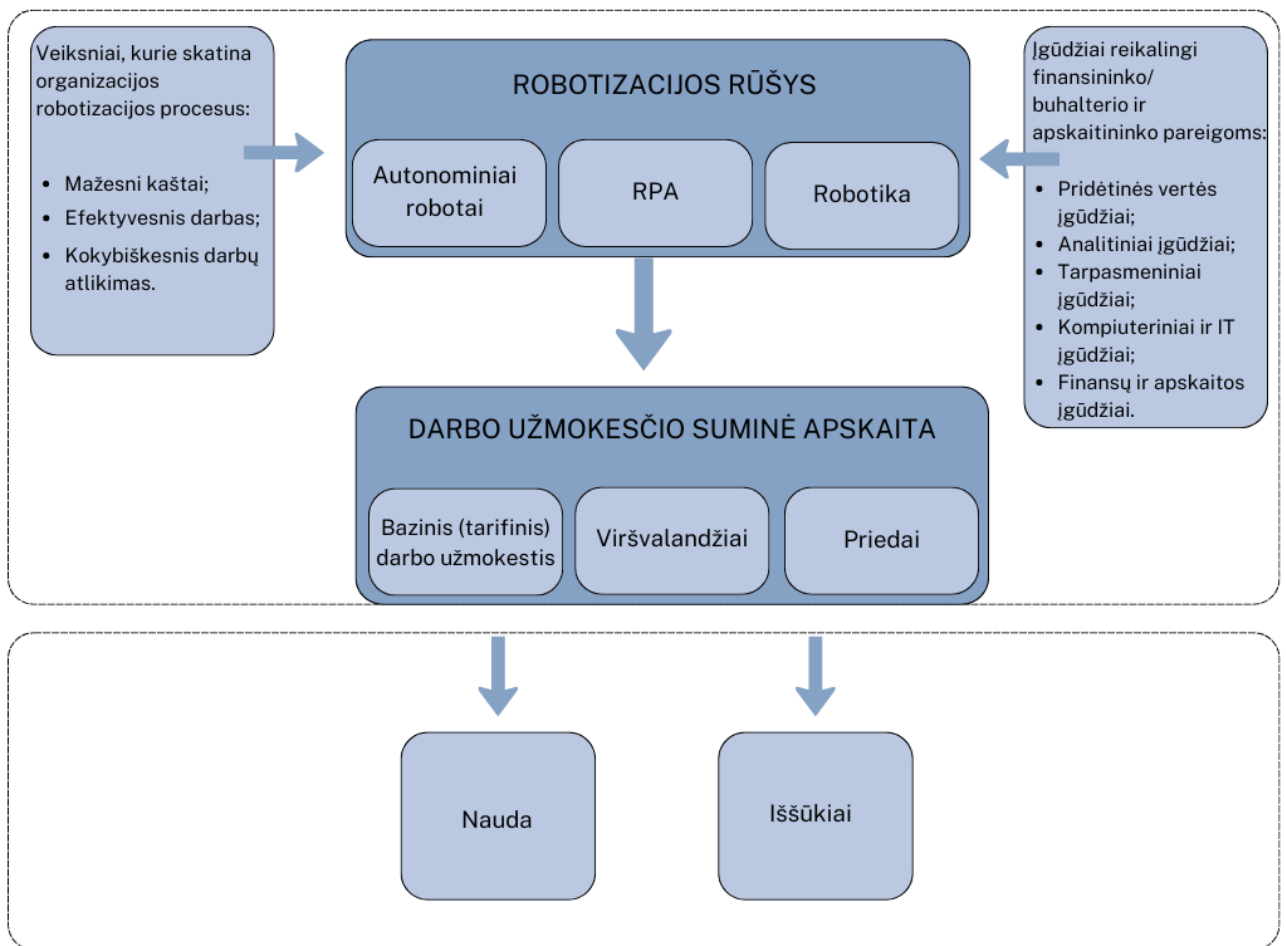 Veiksniai, kurie skatina
organizacijos
robotizacijos procesus:
• Mažesni kaštai;
• Efektyvesnis darbas;
• Kokybiškesnis darbų
atlikimas.
ROBOTIZACIJOS RŪŠYS
Autonominiai
robotai
RPA
Robotika
Įgūdžiai reikalingi
finansininko/
buhalterio ir
apskaitininko pareigoms:
• Pridėtinės vertės
įgūdžiai;
• Analitiniai įgūdžiai;
• Tarpasmeniniai
įgūdžiai;
• Kompiuteriniai ir IT
įgūdžiai;
• Finansų ir apskaitos
įgūdžiai.
DARBO UŽMOKESČIO SUMINĖ APSKAITA
Bazinis (tarifinis)
darbo užmokestis
Viršvalandžiai
Priedai
Nauda
Iššūkiai